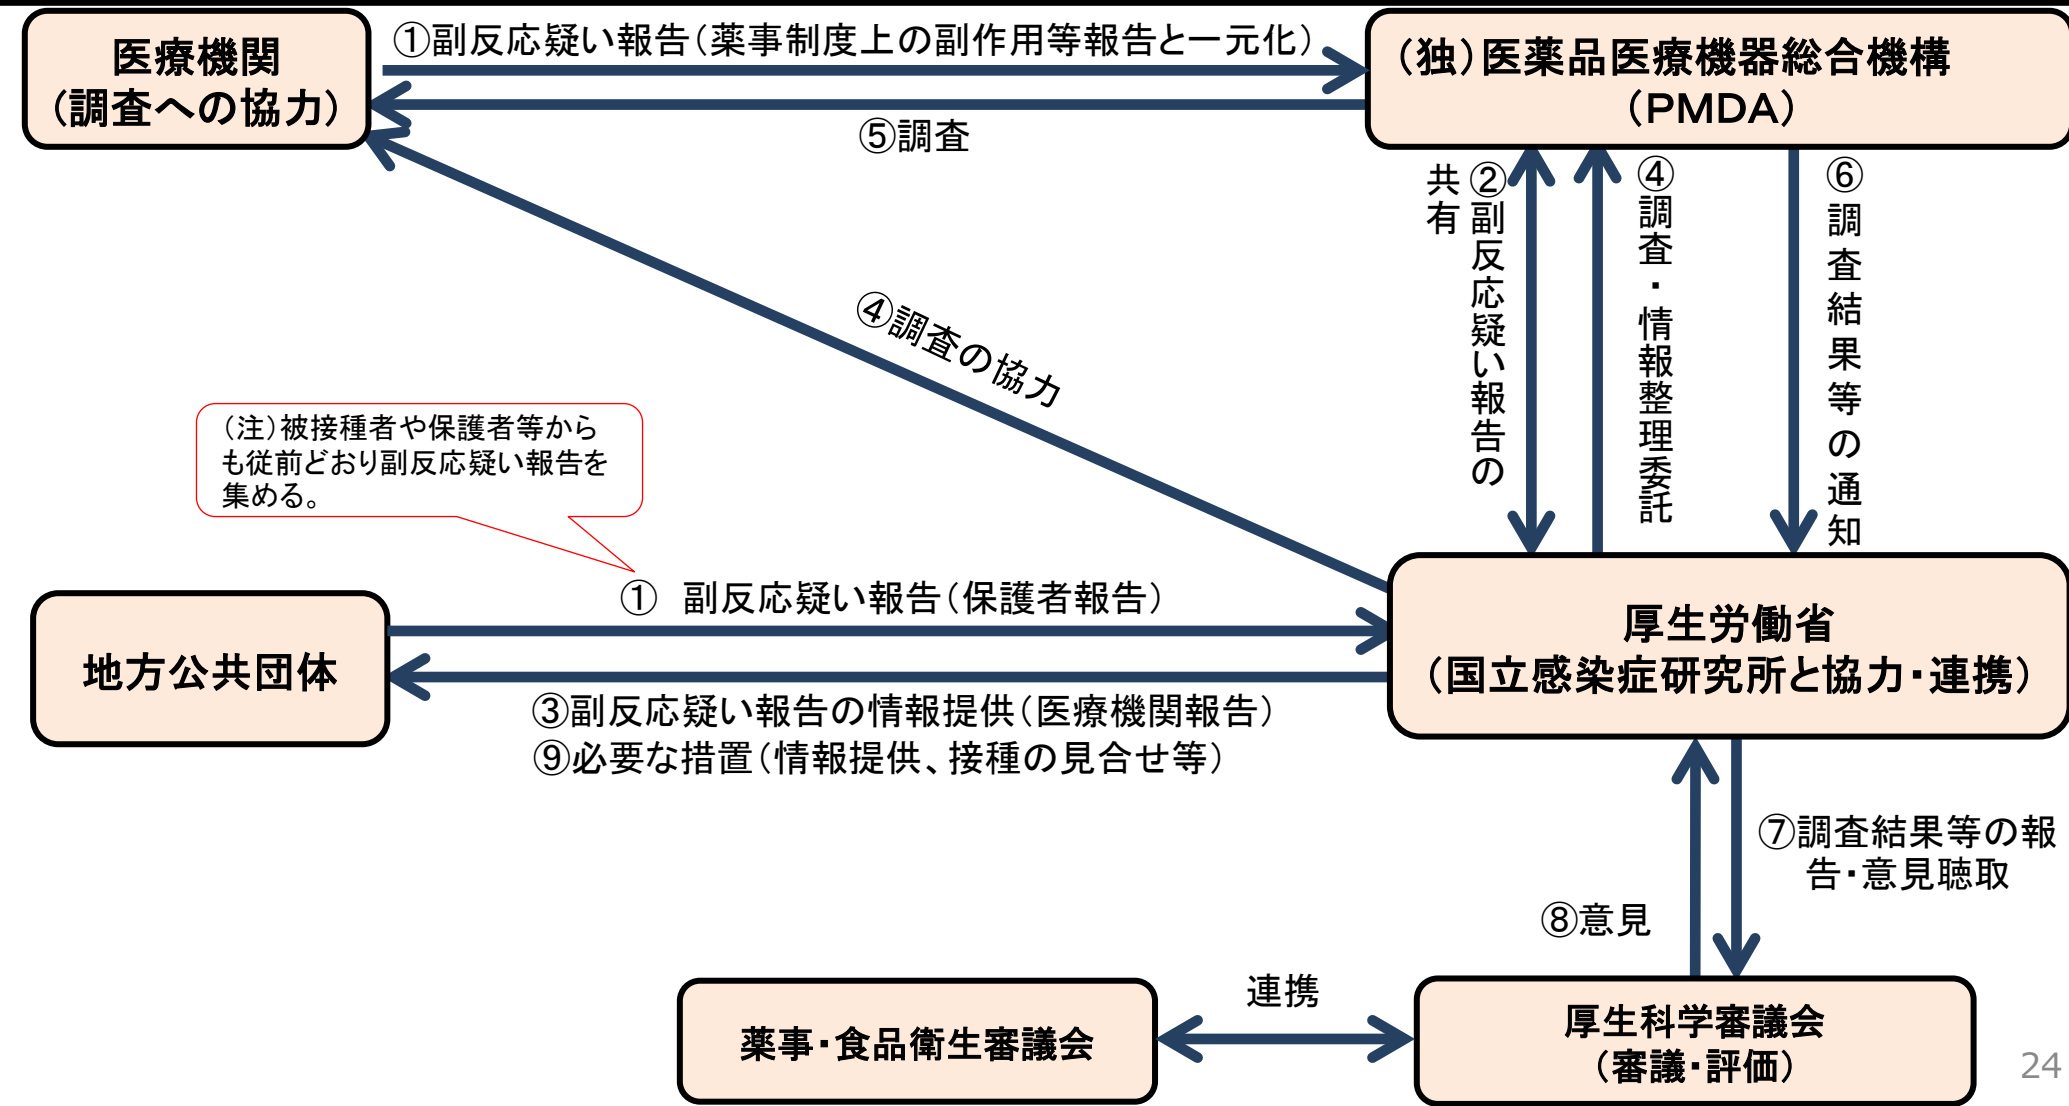 医療機関
(調査への協力)
①副反応疑い報告(薬事制度上の副作用等報告と一元化)
(独)医薬品医療機器総合機構
(PMDA)
⑤調査
②副反応疑い報告の
共有
④調査・情報整理委託
⑥調査結果等の通知
④調査の協力
(注)被接種者や保護者等から
も従前どおり副反応疑い報告を
集める。
① 副反応疑い報告(保護者報告)
地方公共団体
厚生労働省
(国立感染症研究所と協力・連携)
③副反応疑い報告の情報提供(医療機関報告)
⑨必要な措置(情報提供、接種の見合せ等)
⑦調査結果等の報
告・意見聴取
⑧意見
連携
薬事・食品衛生審議会
厚生科学審議会
(審議・評価)
24